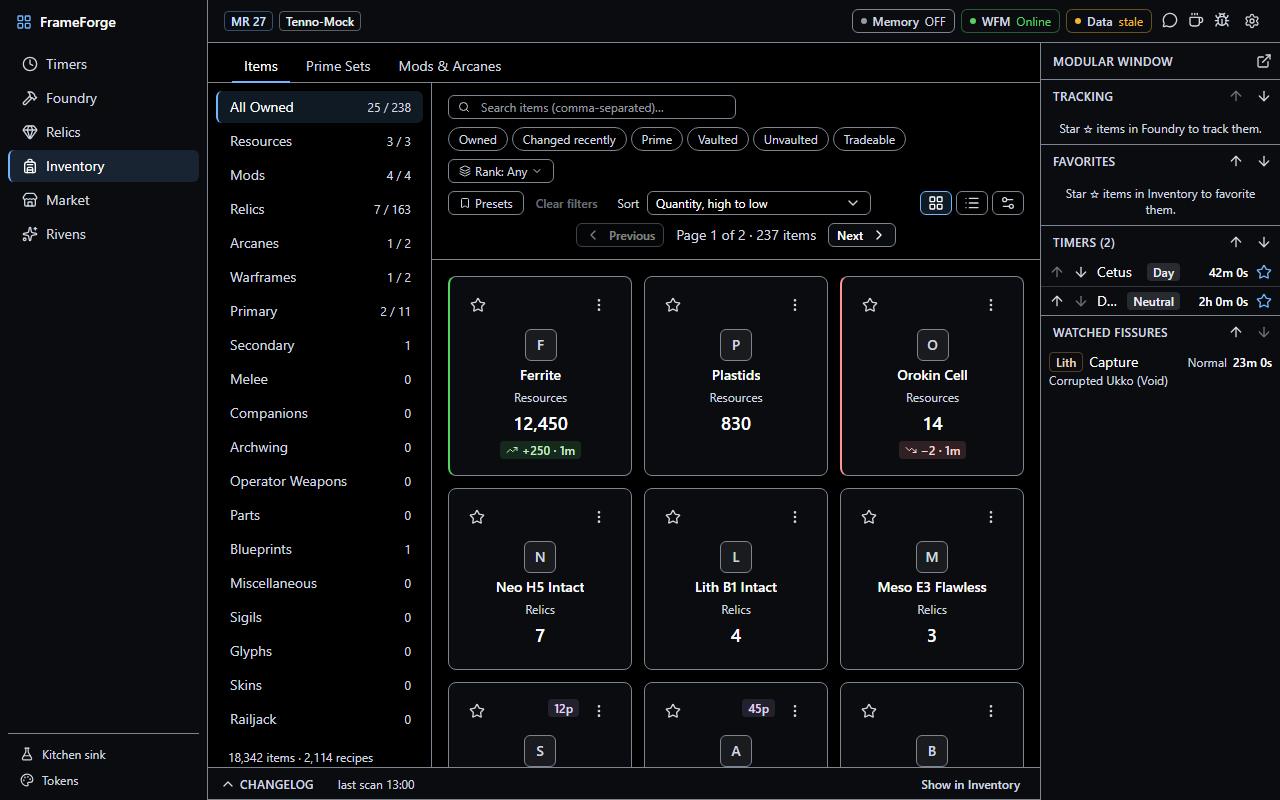 FrameForge
Timers
Foundry
Relics
Inventory
Market
Rivens
Kitchen sink
Tokens
MR 27
Tenno-Mock
Memory OFF
WFM Online
Data stale
Items
Prime Sets
Mods & Arcanes
All Owned 25 / 238
Resources 3 / 3
Mods 4 / 4
Relics 7 / 163
Arcanes 1 / 2
Warframes 1 / 2
Primary 2 / 11
Secondary 1
Melee 0
Companions 0
Archwing 0
Operator Weapons 0
Parts 0
Blueprints 1
Miscellaneous 0
Sigils 0
Glyphs 0
Skins 0
Railjack 0
18,342 items · 2,114 recipes
Search items (comma-separated)...
Owned
Changed recently
Prime
Vaulted
Unvaulted
Tradeable
Rank: Any
Presets
Clear filters
Sort
Quantity, high to low
Previous
Page 1 of 2 · 237 items
Next
F
Ferrite
Resources
12,450
+250 · 1m
P
Plastids
Resources
830
O
Orokin Cell
Resources
14
−2 · 1m
N
Neo H5 Intact
Relics
7
L
Lith B1 Intact
Relics
4
M
Meso E3 Flawless
Relics
3
12p
S
45p
A
B
CHANGELOG
last scan 13:00
Show in Inventory
MODULAR WINDOW
TRACKING
Star ☆ items in Foundry to track them.
FAVORITES
Star ☆ items in Inventory to favorite
them.
TIMERS (2)
Cetus Day 42m 0s
D... Neutral 2h 0m 0s
WATCHED FISSURES
Lith Capture Normal 23m 0s
Corrupted Ukko (Void)